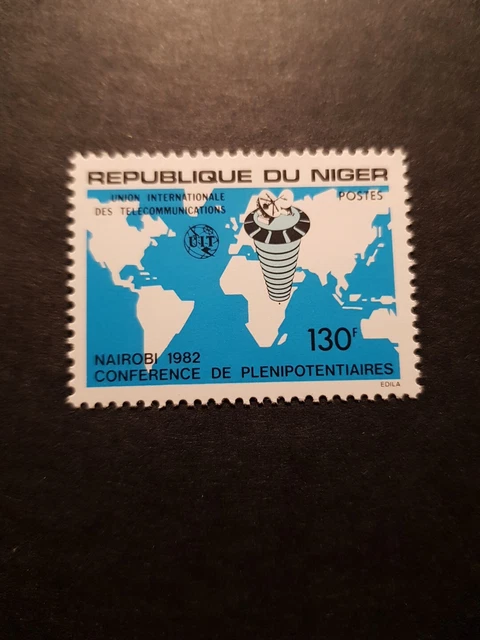 REPUBLIQUE DU NIGER
UNION INTERNATIONALE
DES TELECOMMUNICATIONS
POSTES
UIT
130F
NAIROBI 1982
CONFERENCE DE PLENIPOTENTIAIRES
EDILA